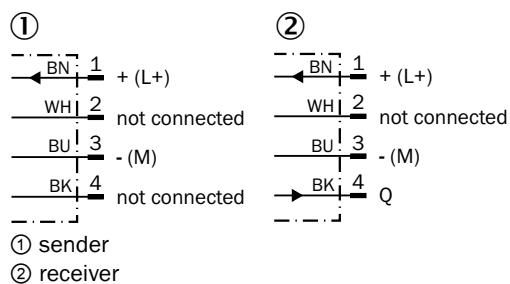 ① ②
BN 1 + (L+) BN 1 + (L+)
WH 2 not connected WH 2 not connected
BU 3 - (M) BU 3 - (M)
BK 4 not connected BK 4 Q
① sender
② receiver